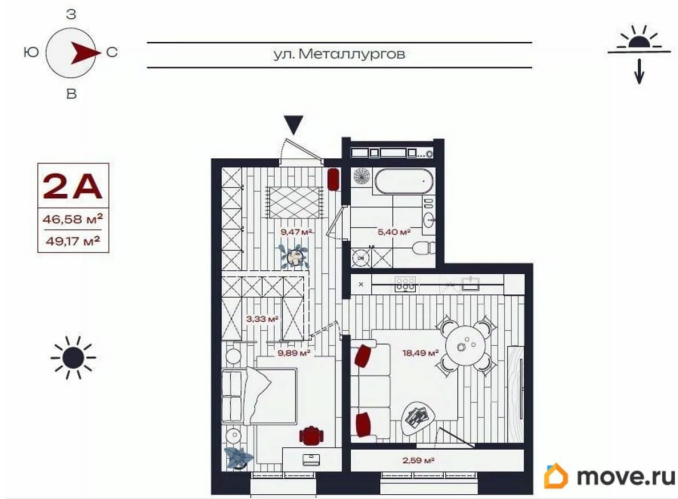 З
Ю С
В
ул. Металлургов
2А
46,58 м²
49,17 м²
9,47 м²
5,40 м²
3,33 м²
9,89 м²
18,49 м²
2,59 м²
move.ru